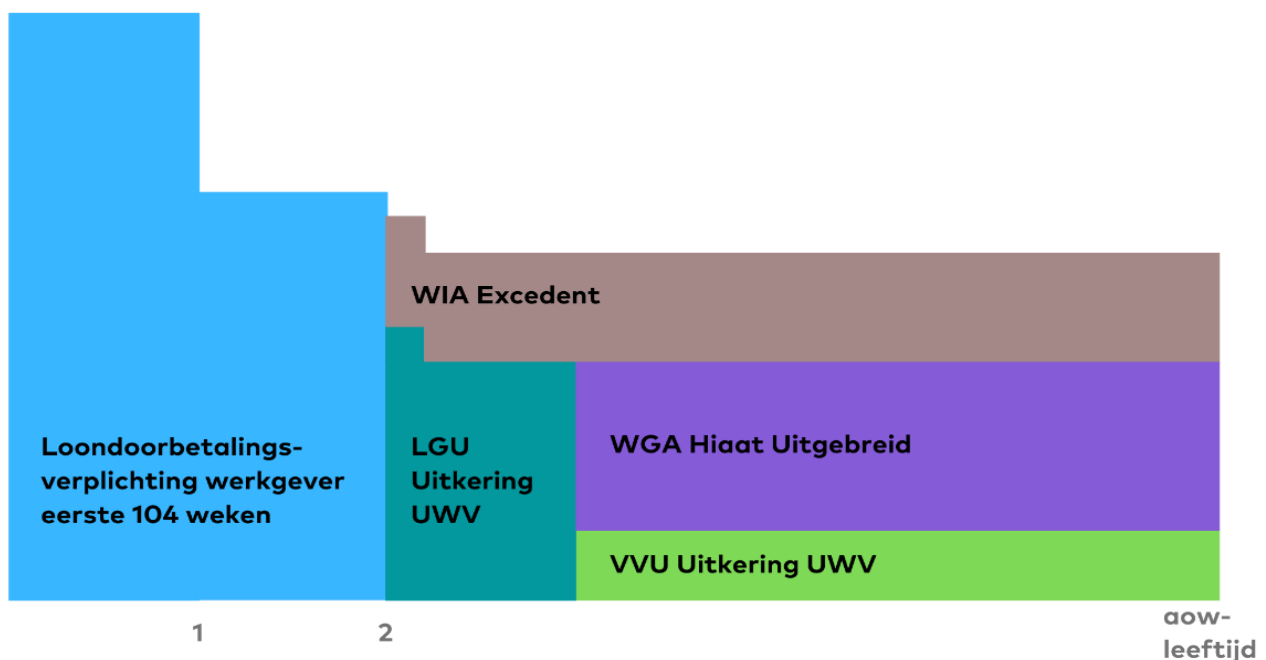 WIA Excedent
Loondoorbetalings-
verplichting werkgever
eerste 104 weken
LGU
Uitkering
UWV
WGA Hiaat Uitgebreid
VVU Uitkering UWV
1
2
aow-
leeftijd